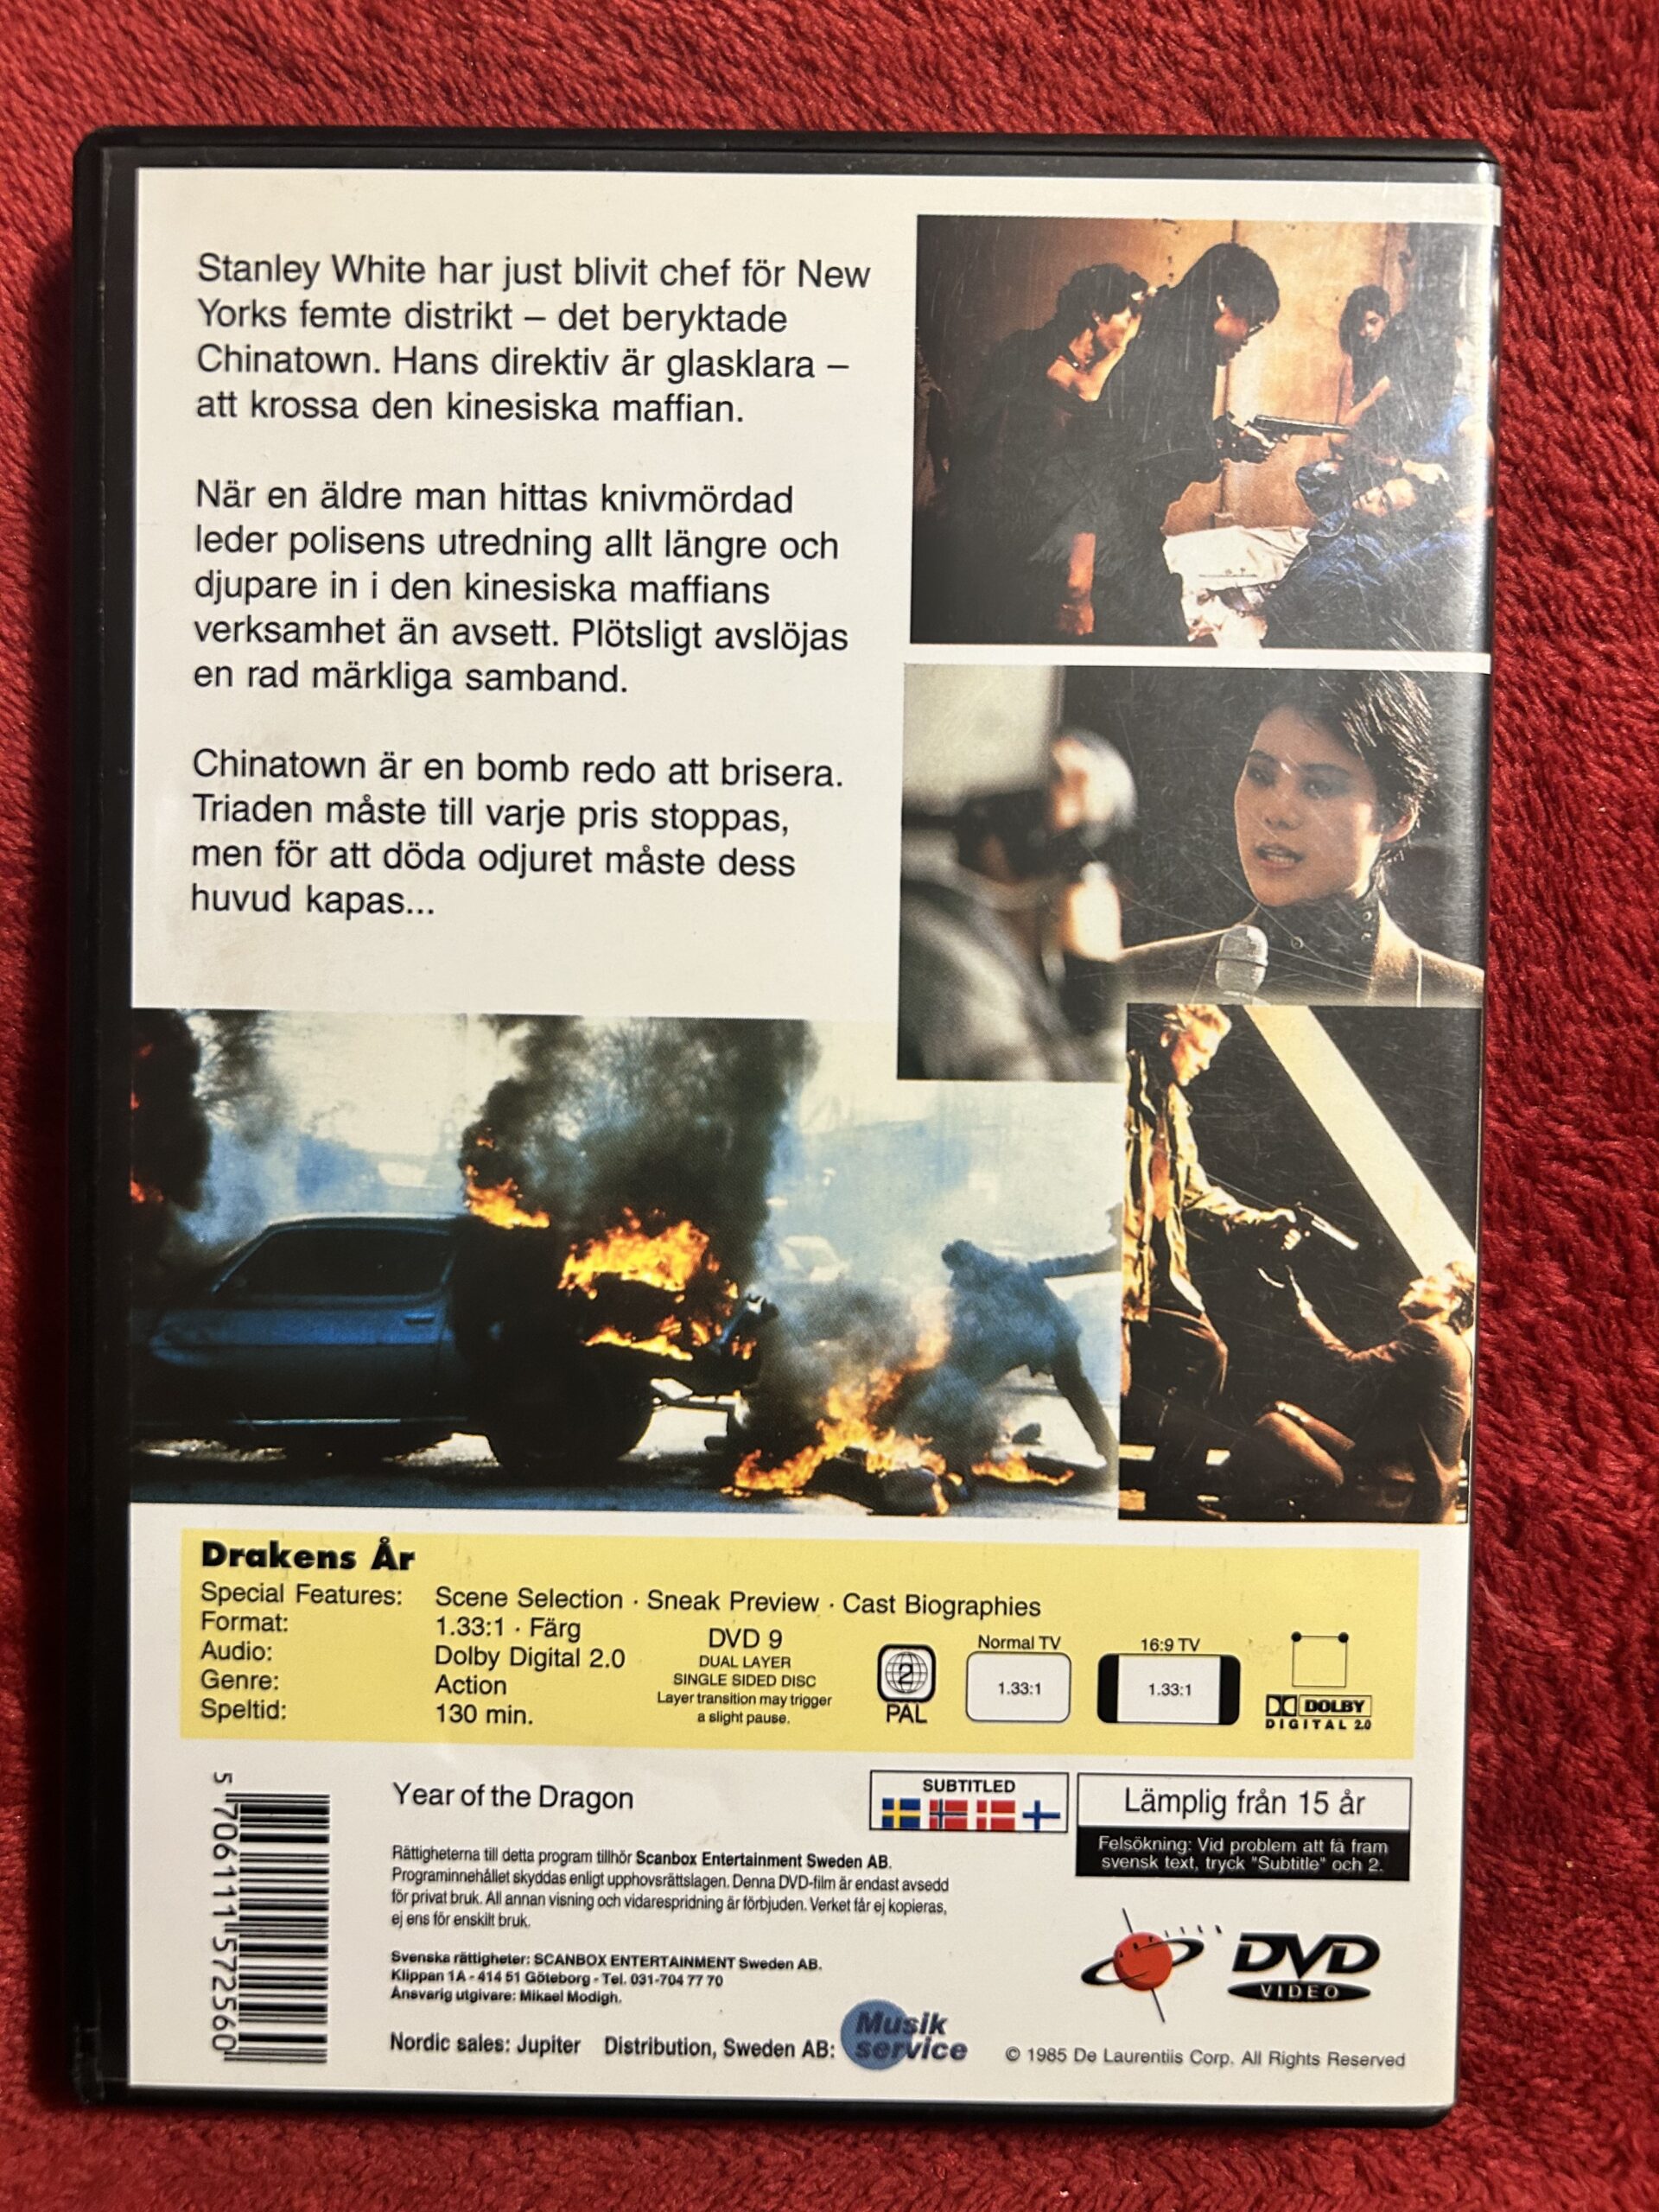 Stanley White har just blivit chef för New
Yorks femte distrikt – det beryktade
Chinatown. Hans direktiv är glasklara –
att krossa den kinesiska maffian.
När en äldre man hittas knivmördad
leder polisens utredning allt längre och
djupare in i den kinesiska maffians
verksamhet än avsett. Plötsligt avslöjas
en rad märkliga samband.
Chinatown är en bomb redo att brisera.
Triaden måste till varje pris stoppas,
men för att döda odjuret måste dess
huvud kapas...
Drakens År
Special Features: Scene Selection · Sneak Preview · Cast Biographies
Format: 1.33:1 · Färg
Audio: Dolby Digital 2.0
Genre: Action
Speltid: 130 min.
DVD 9
DUAL LAYER
SINGLE SIDED DISC
Layer transition may trigger
a slight pause.
2
PAL
Normal TV
1.33:1
16:9 TV
1.33:1
DOLBY
DIGITAL 2.0
5 706111 572560
Year of the Dragon
SUBTITLED
Lämplig från 15 år
Felsökning: Vid problem att få fram
svensk text, tryck "Subtitle" och 2.
Rättigheterna till detta program tillhör Scanbox Entertainment Sweden AB.
Programinnehållet skyddas enligt upphovsrättslagen. Denna DVD-film är endast avsedd
för privat bruk. All annan visning och vidarespridning är förbjuden. Verket får ej kopieras,
ej ens för enskilt bruk.
Svenska rättigheter: SCANBOX ENTERTAINMENT Sweden AB.
Klippan 1A - 414 51 Göteborg - Tel. 031-704 77 70
Ansvarig utgivare: Mikael Modigh.
Nordic sales: Jupiter Distribution, Sweden AB:
Musik
service
DVD
VIDEO
© 1985 De Laurentiis Corp. All Rights Reserved